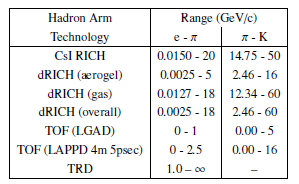 Hadron Arm Range (GeV/c)
Technology e - π π - K
CsI RICH 0.0150 - 20 14.75 - 50
dRICH (aerogel) 0.0025 - 5 2.46 - 16
dRICH (gas) 0.0127 - 18 12.34 - 60
dRICH (overall) 0.0025 - 18 2.46 - 60
TOF (LGAD) 0 - 1 0.00 - 5
TOF (LAPPD 4m 5psec) 0 - 2.5 0.00 - 16
TRD 1.0 – ∞ –